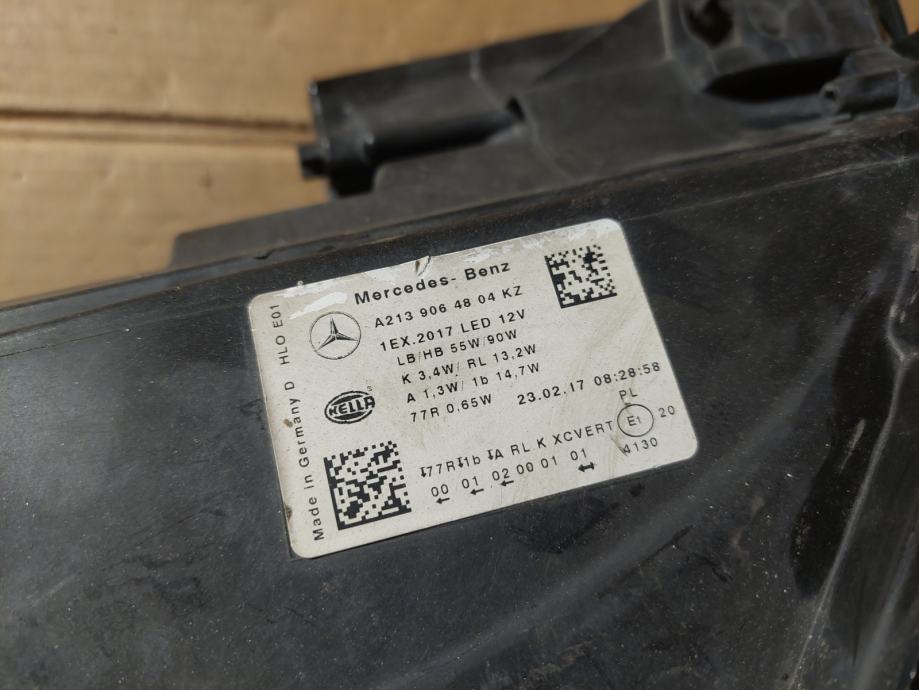 Mercedes- Benz
A213 906 48 04 KZ
1EX.2017 LED 12V
LB/HB 55W/90W
K 3,4W/ RL 13,2W
A 1,3W/ 1b 14,7W
77R 0,65W
23.02.17 08:28:58
HELLA
Made in Germany D HLO E01
PL
77R 1b 1A RL.K XCVERT E1 20
00 01 02 00 01 01 4130